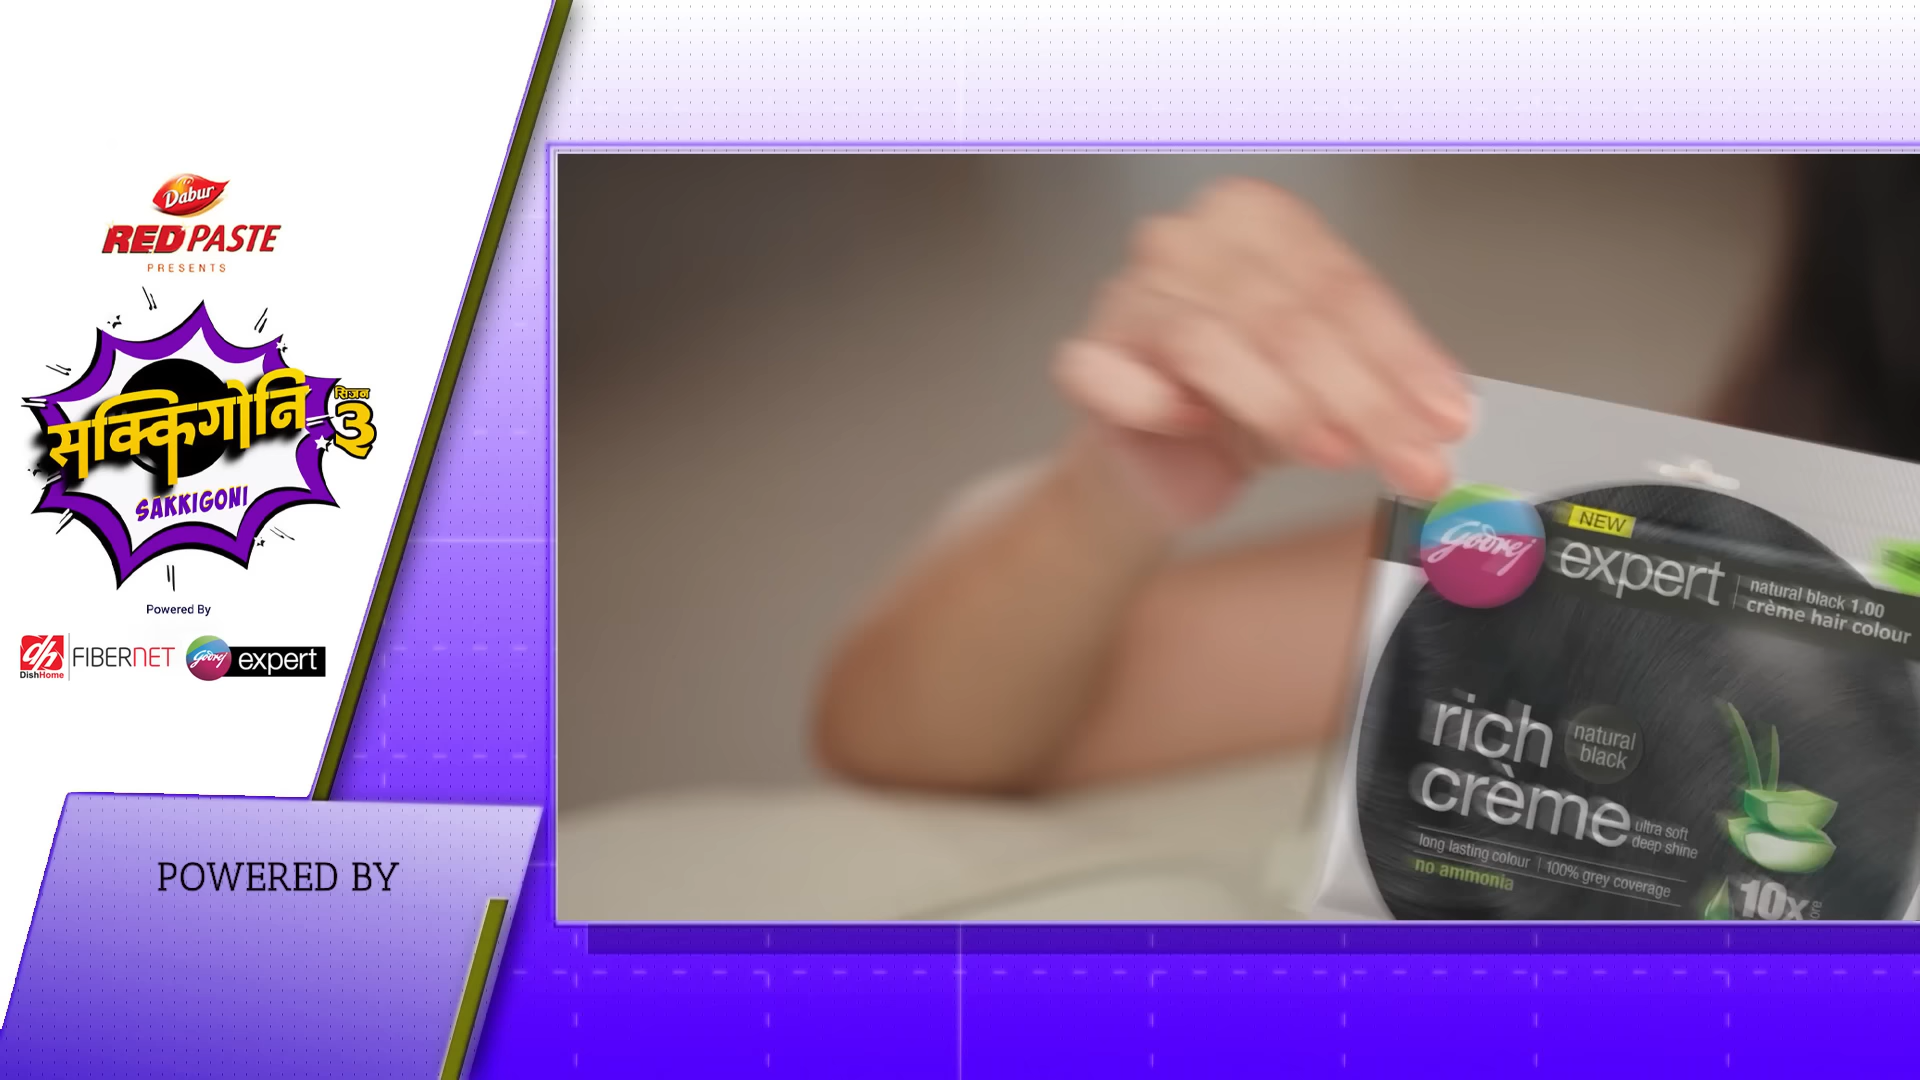 Dabur
RED PASTE
PRESENTS
सक्किगोनि
सिजन
३
SAKKIGONI
Powered By
dh
DishHome
FIBERNET
Godrej
expert
POWERED BY
Godrej
NEW
expert
natural black 1.00
crème hair colour
rich
crème
natural
black
ultra soft
deep shine
long lasting colour | 100% grey coverage
no ammonia
10x